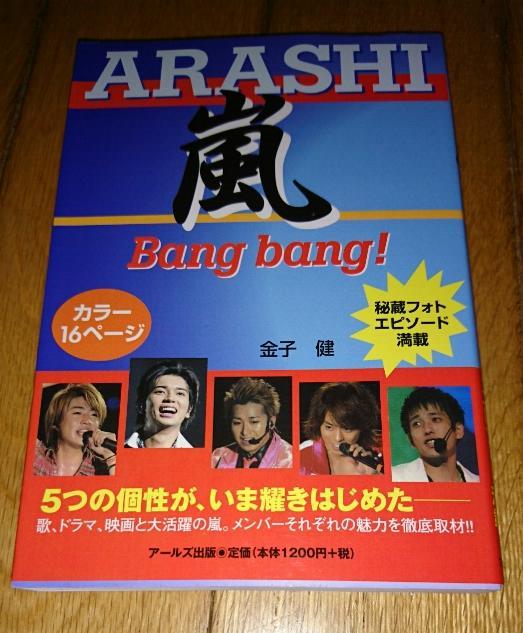 ARASHI
嵐
Bang bang!
カラー
16ページ
秘蔵フォト
エピソード
満載
金子 健
5つの個性が、いま耀きはじめた――
歌、ドラマ、映画と大活躍の嵐。メンバーそれぞれの魅力を徹底取材!!
アールズ出版●定価(本体1200円+税)